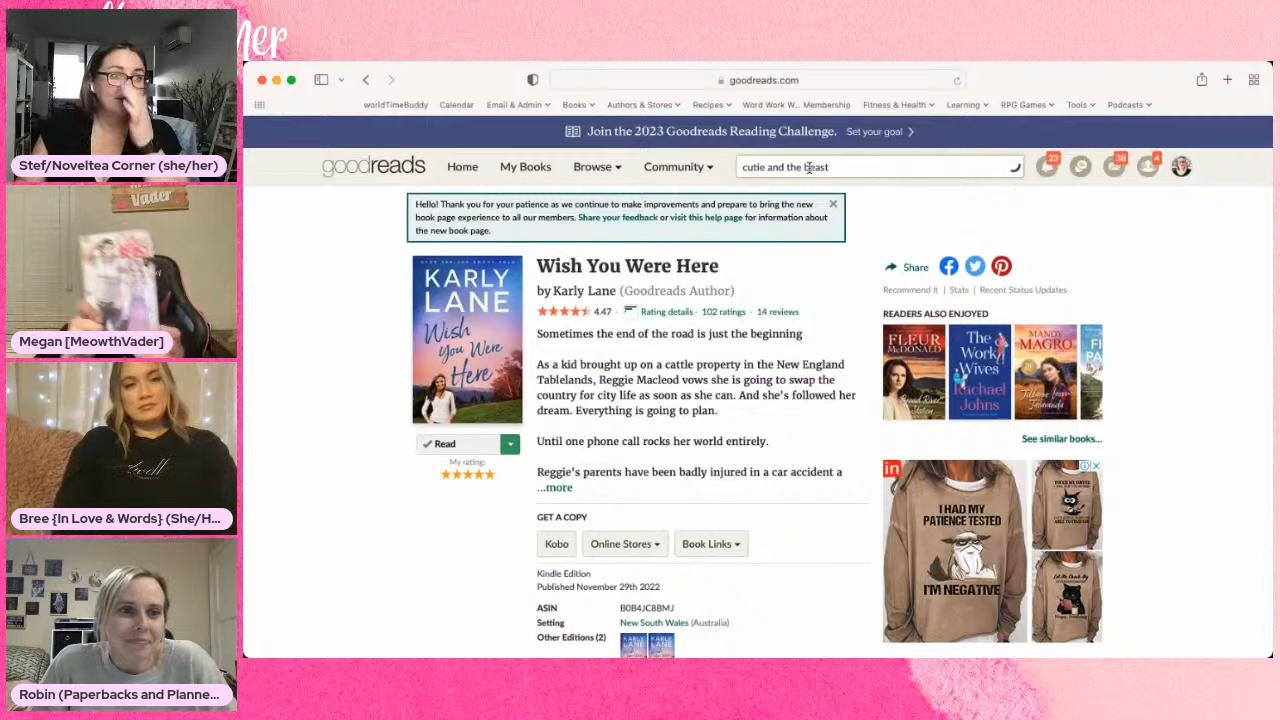 Mer
Stef/Noveltea Corner (she/her)
Vader
Megan [MeowthVader]
Bree {In Love & Words} (She/H...
Robin (Paperbacks and Planne...
goodreads.com
worldTimeBuddy Calendar Email & Admin Books Authors & Stores Recipes Word Work W... Membership Fitness & Health Learning RPG Games Tools Podcasts
Join the 2023 Goodreads Reading Challenge. Set your goal
goodreads Home My Books Browse Community cutie and the beast 23 38 4
Hello! Thank you for your patience as we continue to make improvements and prepare to bring the new
book page experience to all our members. Share your feedback or visit this help page for information about
the new book page.
KARLY
LANE
Wish
you Were
Here
Read
My rating:
Wish You Were Here
by Karly Lane (Goodreads Author)
4.47 · Rating details · 102 ratings · 14 reviews
Sometimes the end of the road is just the beginning
As a kid brought up on a cattle property in the New England
Tablelands, Reggie Macleod vows she is going to swap the
country for city life as soon as she can. And she's followed her
dream. Everything is going to plan.
Until one phone call rocks her world entirely.
Reggie's parents have been badly injured in a car accident a
...more
GET A COPY
Kobo Online Stores Book Links
Kindle Edition
Published November 29th 2022
ASIN B0B4JC8BMJ
Setting New South Wales (Australia)
Other Editions (2)
KARLY KARLY
Share
Recommend It | Stats | Recent Status Updates
READERS ALSO ENJOYED
FLEUR
McDONALD
The
Work
Wives
Rachael
Johns
MANDY
MAGRO
See similar books...
in
I HAD MY
PATIENCE TESTED
I'M NEGATIVE